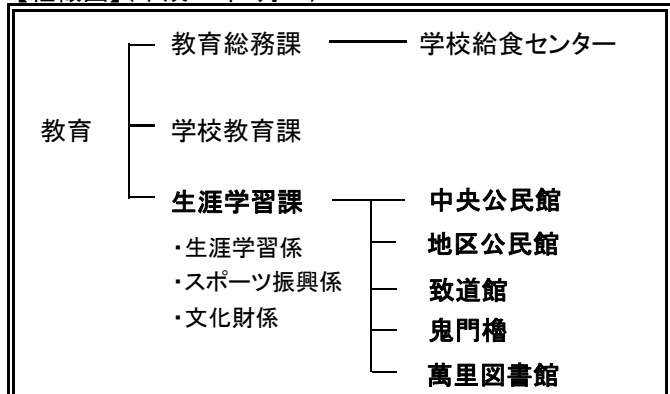 教育総務課 学校給食センター
教育 学校教育課
生涯学習課 中央公民館
・生涯学習係 地区公民館
・スポーツ振興係 致道館
・文化財係 鬼門櫓
萬里図書館